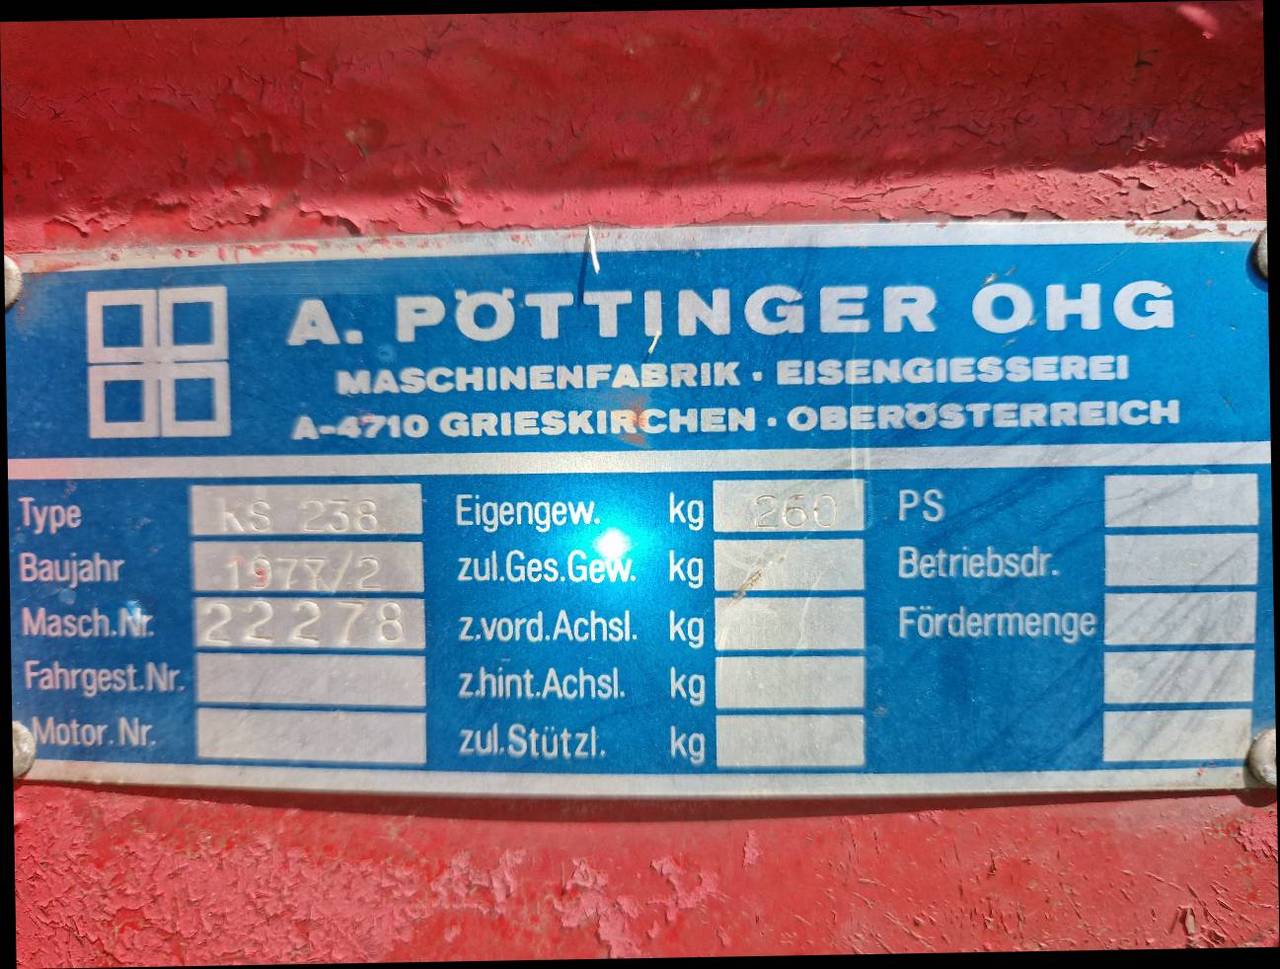 A. PÖTTINGER OHG
MASCHINENFABRIK · EISENGIESSEREI
A-4710 GRIESKIRCHEN · OBERÖSTERREICH
Type KS 238 Eigengew. kg 260 PS
Baujahr zul.Ges.Gew. kg Betriebsdr.
Masch.Nr. 22278 z.vord.Achsl. kg Fördermenge
Fahrgest.Nr. z.hint.Achsl. kg
Motor.Nr. zul.Stützl. kg